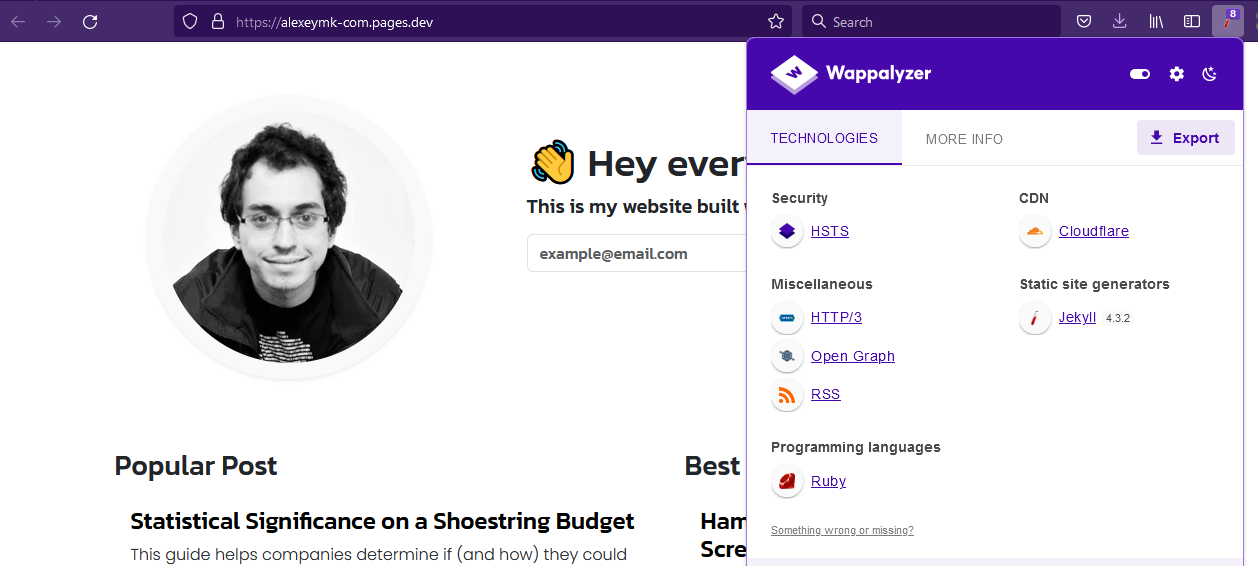 https://alexeymk-com.pages.dev
Search
8
Wappalyzer
TECHNOLOGIES
MORE INFO
Export
👋 Hey ever
This is my website built
example@email.com
Security
HSTS
CDN
Cloudflare
Miscellaneous
HTTP/3
Open Graph
RSS
Static site generators
Jekyll 4.3.2
Programming languages
Ruby
Something wrong or missing?
Popular Post
Statistical Significance on a Shoestring Budget
This guide helps companies determine if (and how) they could
Best
Ham
Scre